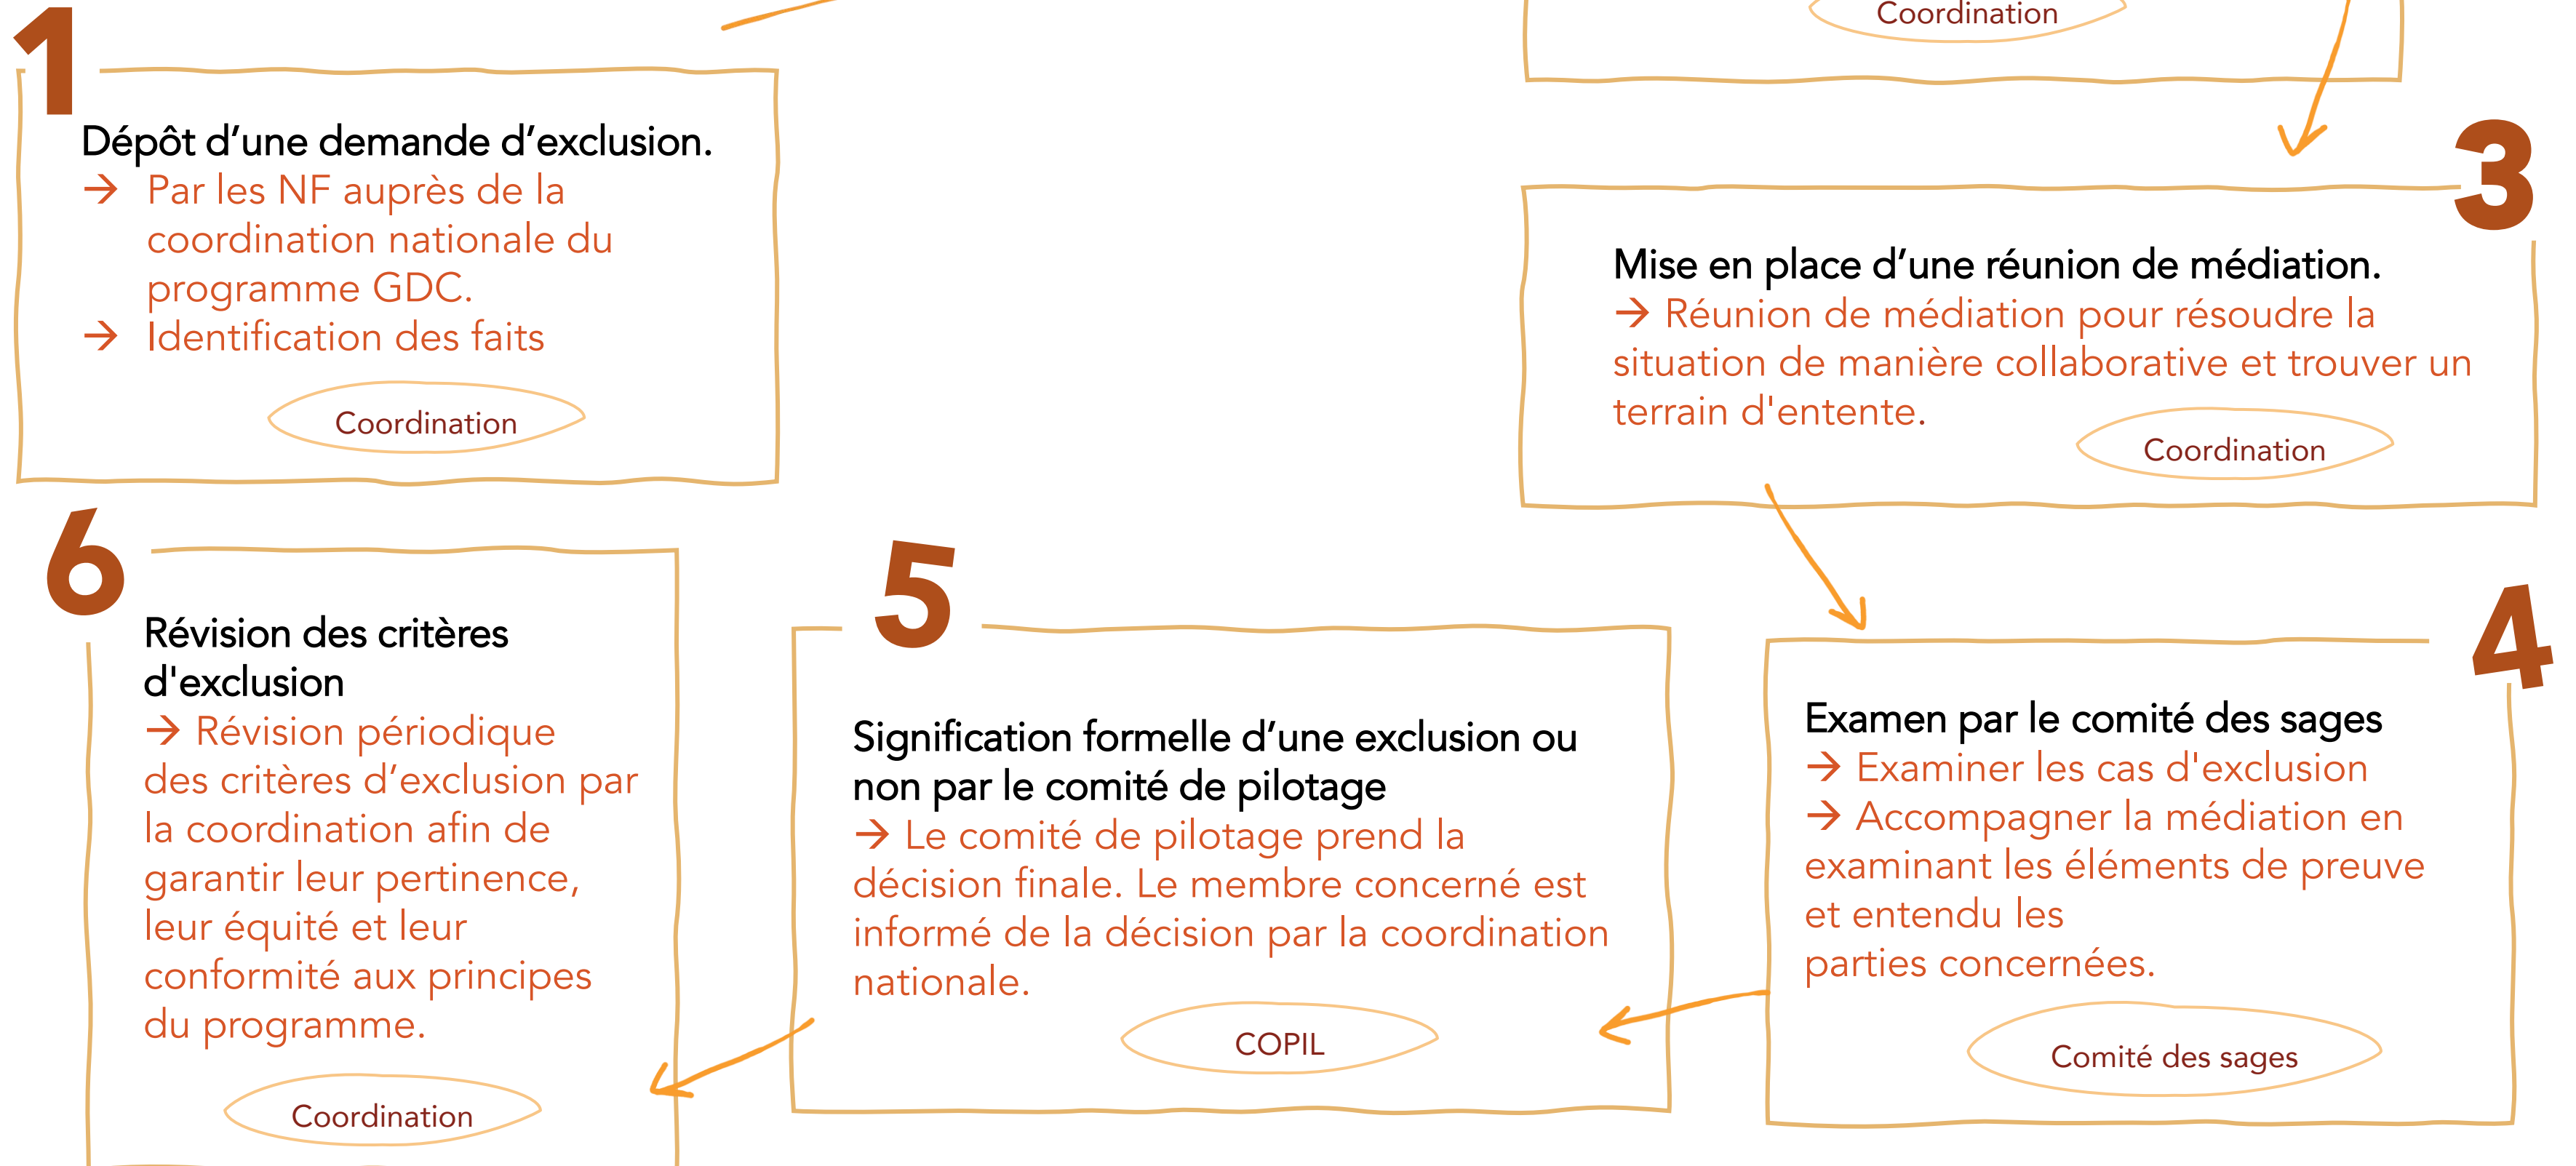 1
Dépôt d’une demande d’exclusion.
→ Par les NF auprès de la
coordination nationale du
programme GDC.
→ Identification des faits
Coordination
Coordination
3
Mise en place d’une réunion de médiation.
→ Réunion de médiation pour résoudre la
situation de manière collaborative et trouver un
terrain d'entente.
Coordination
4
Examen par le comité des sages
→ Examiner les cas d'exclusion
→ Accompagner la médiation en
examinant les éléments de preuve
et entendu les
parties concernées.
Comité des sages
5
Signification formelle d’une exclusion ou
non par le comité de pilotage
→ Le comité de pilotage prend la
décision finale. Le membre concerné est
informé de la décision par la coordination
nationale.
COPIL
6
Révision des critères
d'exclusion
→ Révision périodique
des critères d’exclusion par
la coordination afin de
garantir leur pertinence,
leur équité et leur
conformité aux principes
du programme.
Coordination